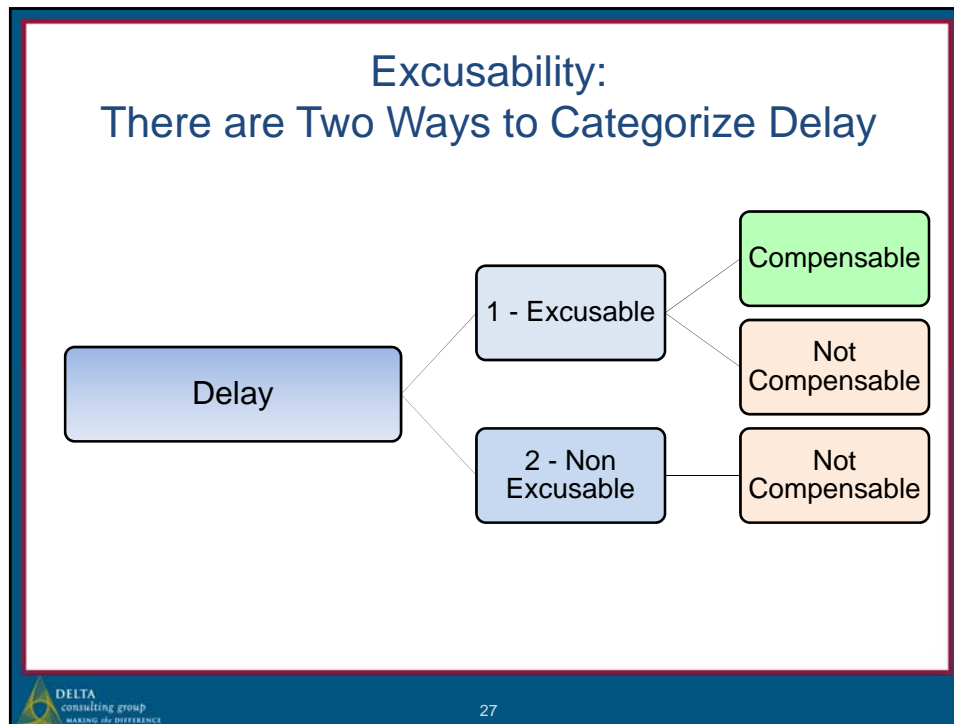 Excusability:
There are Two Ways to Categorize Delay
Delay
1 - Excusable
2 - Non
Excusable
Compensable
Not
Compensable
Not
Compensable
DELTA
consulting group
MAKING the DIFFERENCE
27